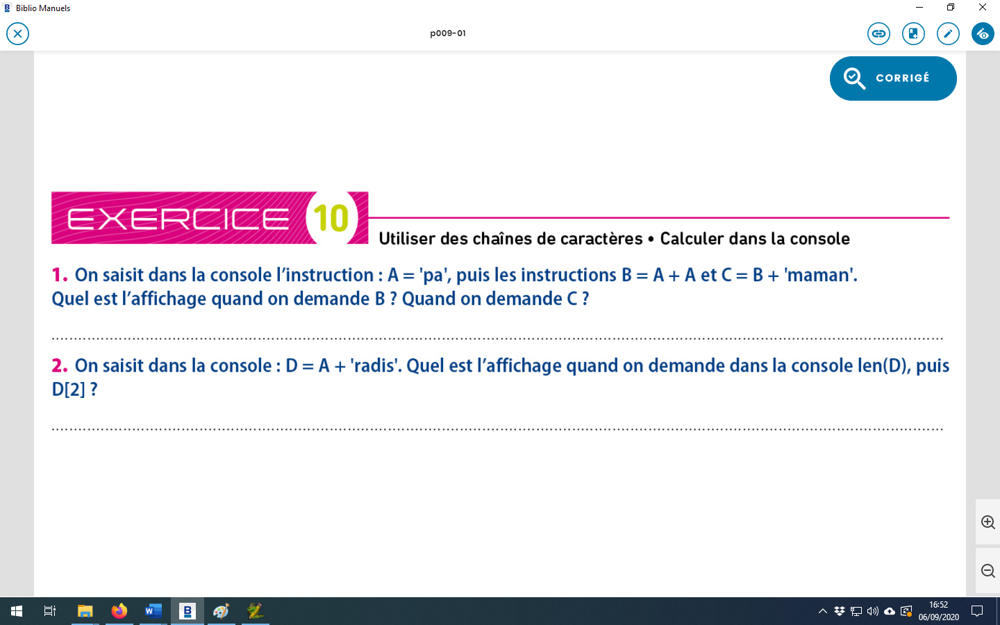 Biblio Manuels
p009-01
CORRIGÉ
EXERCICE 10
Utiliser des chaînes de caractères • Calculer dans la console
1. On saisit dans la console l’instruction : A = 'pa', puis les instructions B = A + A et C = B + 'maman'.
Quel est l’affichage quand on demande B ? Quand on demande C ?
2. On saisit dans la console : D = A + 'radis'. Quel est l’affichage quand on demande dans la console len(D), puis
D[2] ?
16:52
06/09/2020